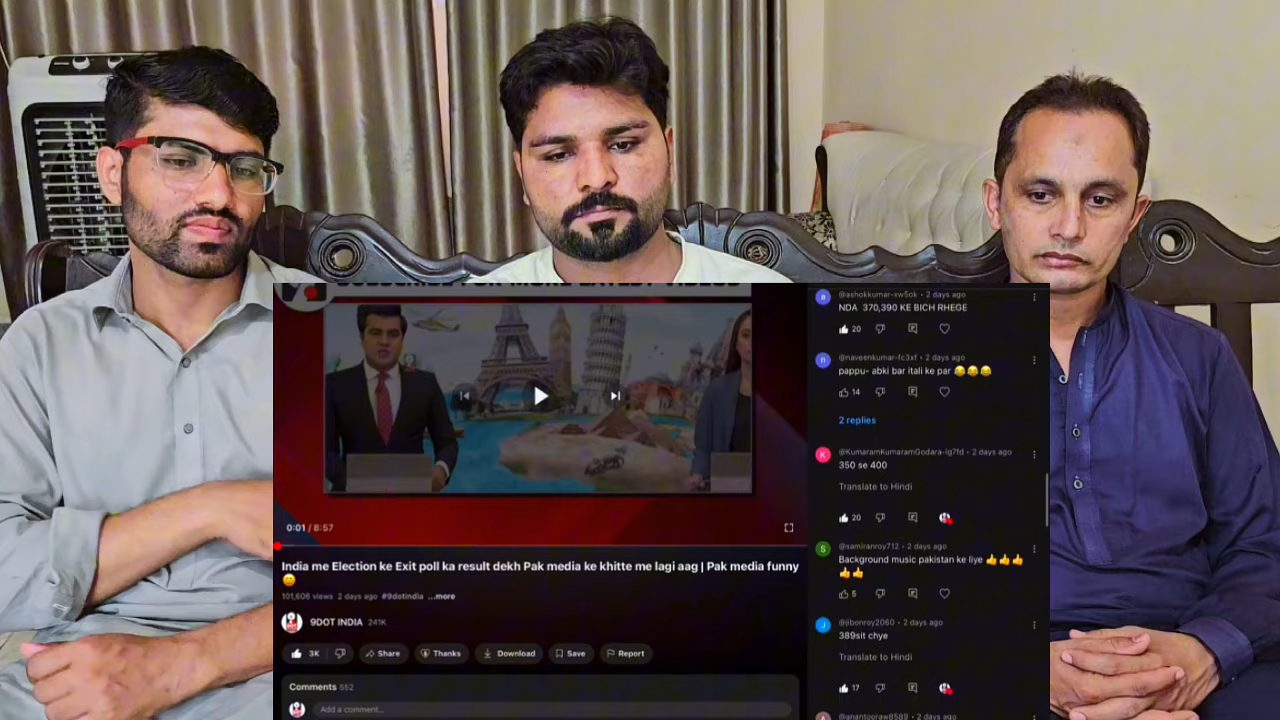 0:01 / 8:57
India me Election ke Exit poll ka result dekh Pak media ke khitte me lagi aag | Pak media funny
😀
101,606 views 2 days ago #9dotindia ...more
9DOT INDIA 241K
3K Share Thanks Download Save Report
Comments 552
Add a comment...
@ashokkumar-xw5ok • 2 days ago
NDA 370,390 KE BICH RHEGE
20
@naveenkumar-fc3xf • 2 days ago
pappu- abki bar itali ke par 😂😂😂
14
2 replies
@KumaramKumaramGodara-lg7fd • 2 days ago
350 se 400
Translate to Hindi
20
@samiranroy712 • 2 days ago
Background music pakistan ke liye 👍👍👍
👍👍
5
@jibonroy2060 • 2 days ago
389sit chye
Translate to Hindi
17
2 days ago